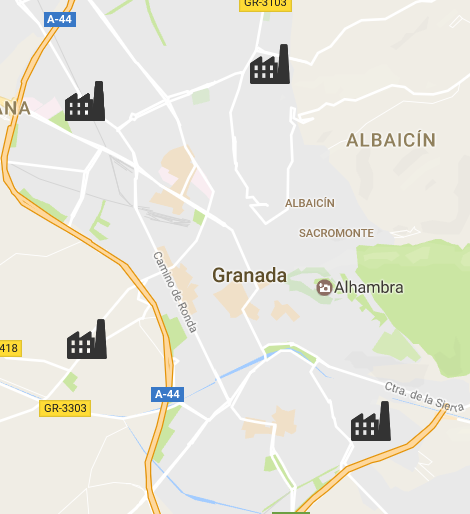 GR-3103
A-44
ANA
ALBAICÍN
ALBAICÍN
SACROMONTE
Camino de Ronda
Granada
Alhambra
418
A-44
Ctra. de la Sierra
GR-3303